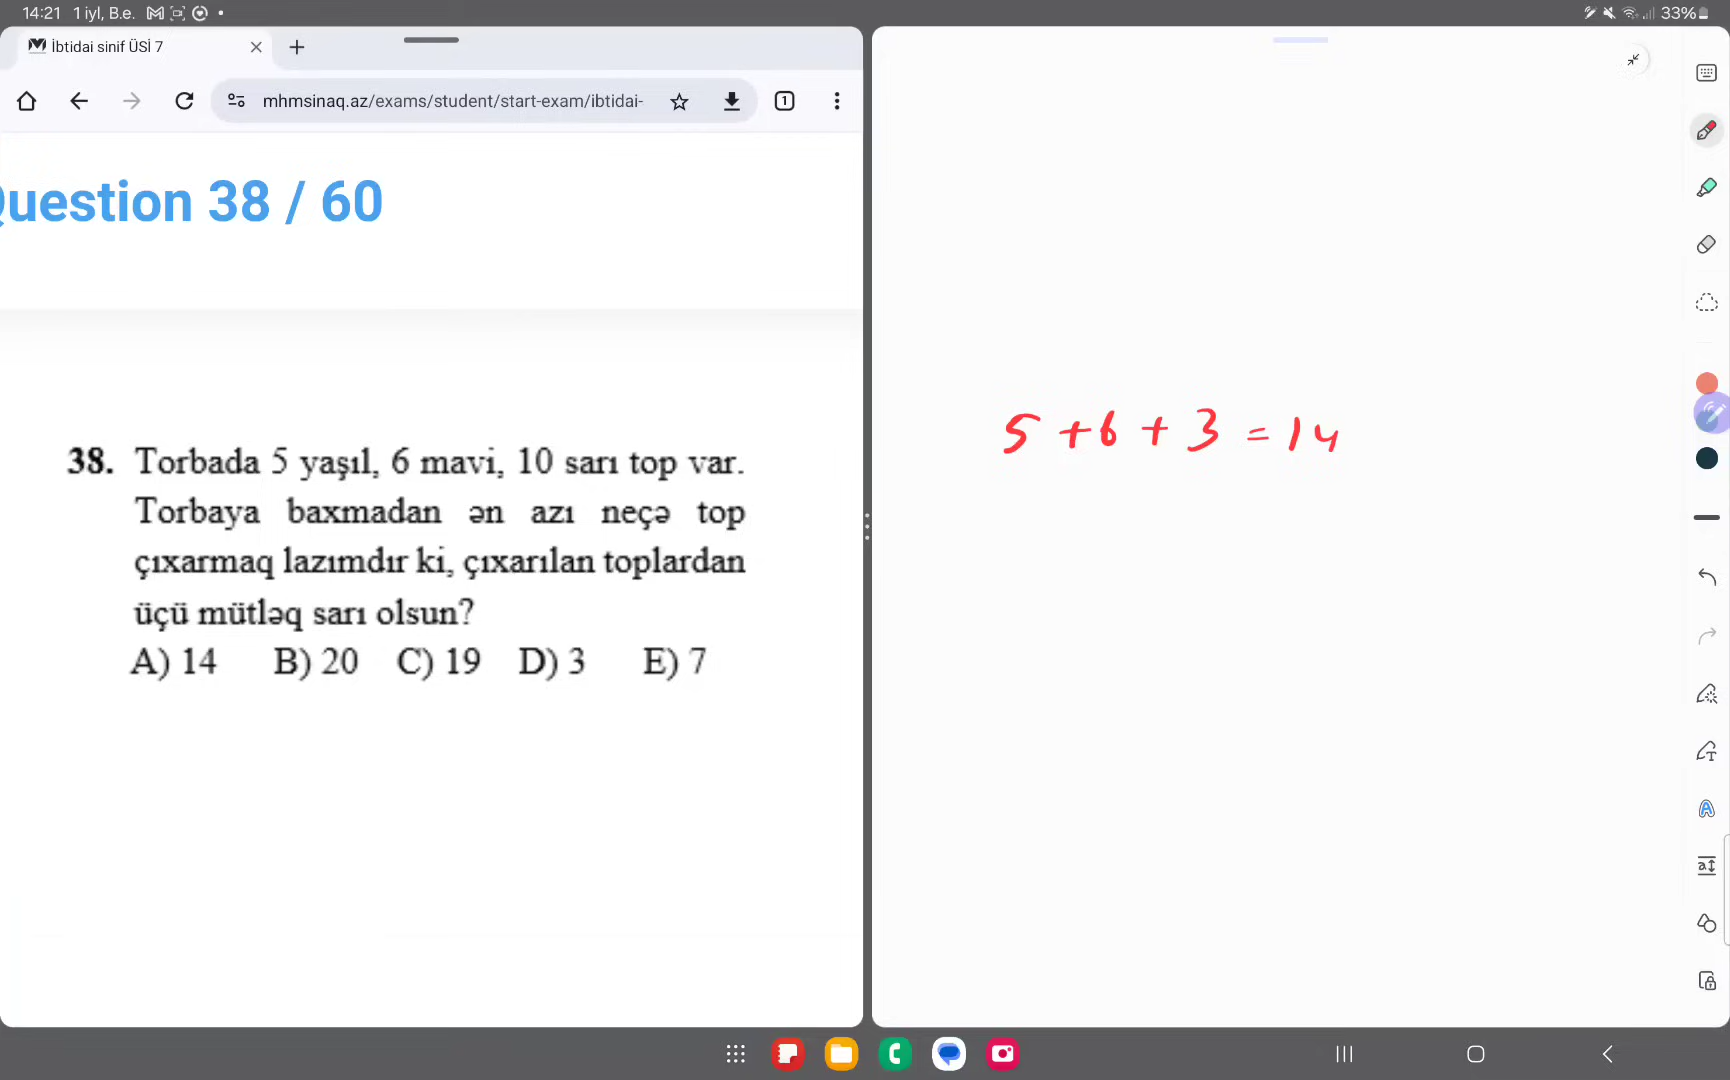 14:21 1 iyl, B.e. 33%
İbtidai sinif ÜSİ 7
mhmsinaq.az/exams/student/start-exam/ibtidai-
1
Question 38 / 60
38. Torbada 5 yaşıl, 6 mavi, 10 sarı top var.
Torbaya baxmadan ən azı neçə top
çıxarmaq lazımdır ki, çıxarılan toplardan
üçü mütləq sarı olsun?
A) 14 B) 20 C) 19 D) 3 E) 7
5 + 6 + 3 = 14